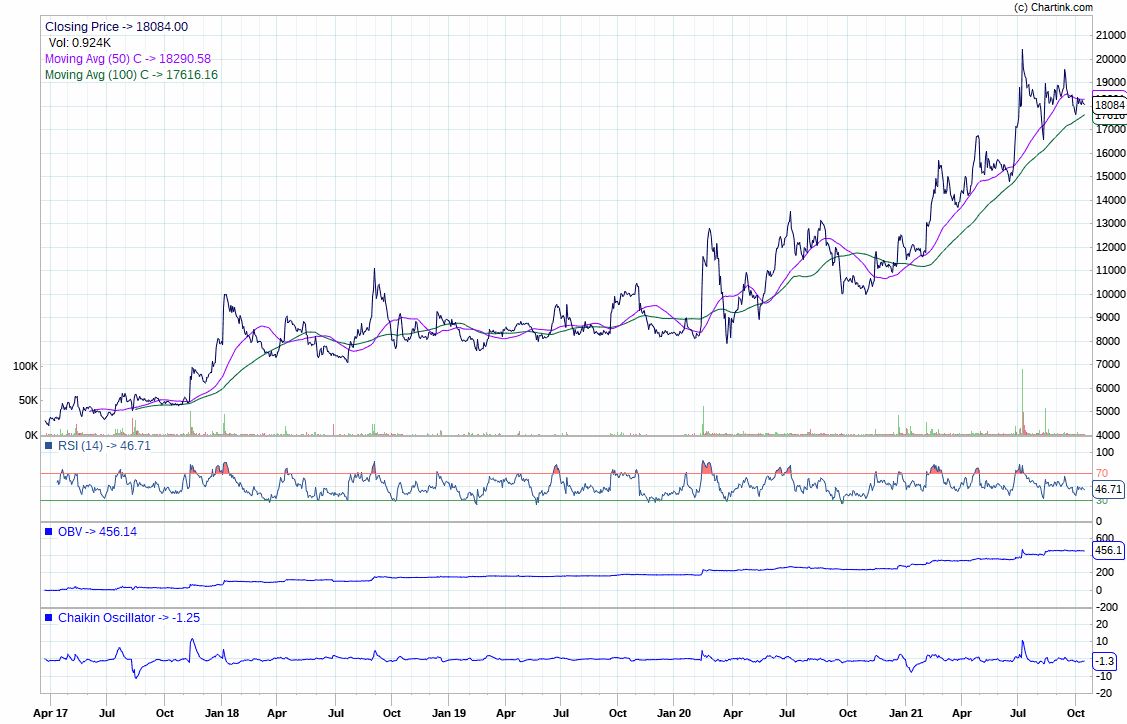 (c) Chartink.com
Closing Price -> 18084.00
Vol: 0.924K
Moving Avg (50) C -> 18290.58
Moving Avg (100) C -> 17616.16
21000
20000
19000
18084
17616
17000
16000
15000
14000
13000
12000
11000
10000
9000
8000
7000
6000
5000
4000
100K
50K
0K
RSI (14) -> 46.71
100
70
46.71
30
0
OBV -> 456.14
600
456.1
200
0
-200
Chaikin Oscillator -> -1.25
20
10
-1.3
-10
-20
Apr 17 Jul Oct Jan 18 Apr Jul Oct Jan 19 Apr Jul Oct Jan 20 Apr Jul Oct Jan 21 Apr Jul Oct